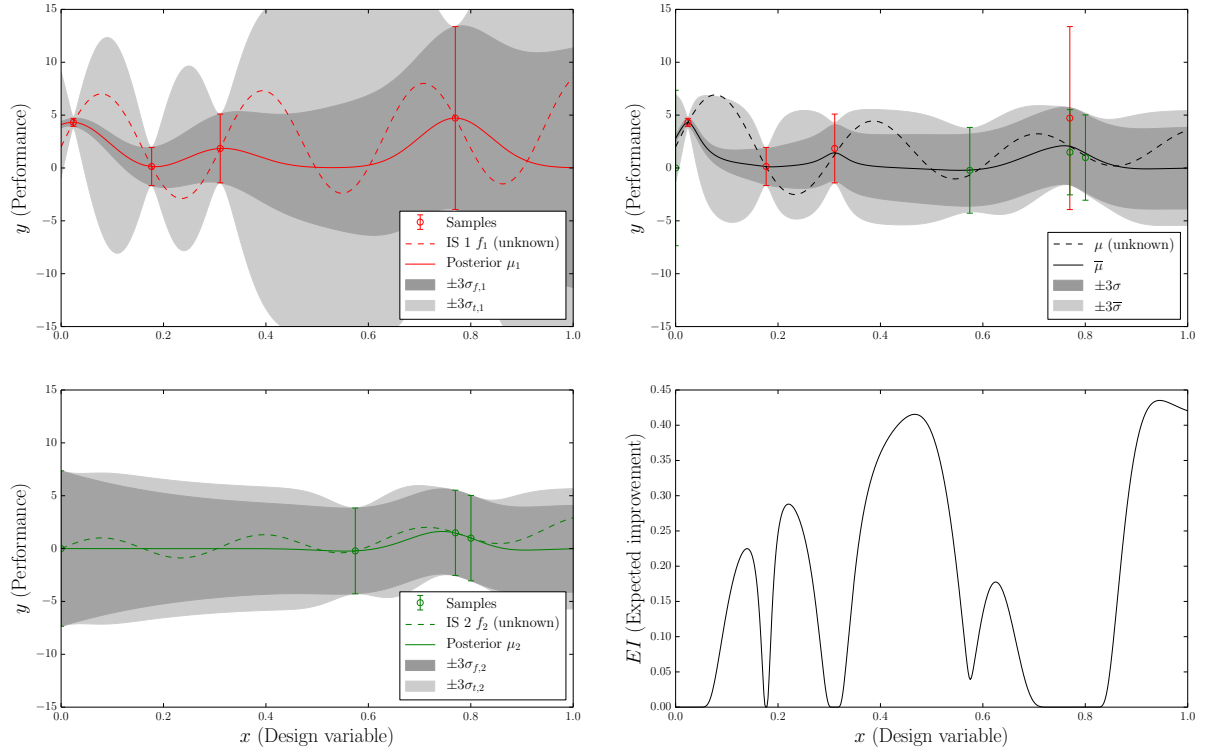 15
10
5
0
−5
−10
−15
0.0
0.2
0.4
0.6
0.8
1.0
y (Performance)
Samples
IS 1 f₁ (unknown)
Posterior μ₁
±3σ_{f,1}
±3σ_{t,1}
15
10
5
0
−5
−10
−15
0.0
0.2
0.4
0.6
0.8
1.0
y (Performance)
μ (unknown)
μ̅
±3σ
±3σ̅
15
10
5
0
−5
−10
−15
0.0
0.2
0.4
0.6
0.8
1.0
y (Performance)
x (Design variable)
Samples
IS 2 f₂ (unknown)
Posterior μ₂
±3σ_{f,2}
±3σ_{t,2}
0.45
0.40
0.35
0.30
0.25
0.20
0.15
0.10
0.05
0.00
0.0
0.2
0.4
0.6
0.8
1.0
EI (Expected improvement)
x (Design variable)